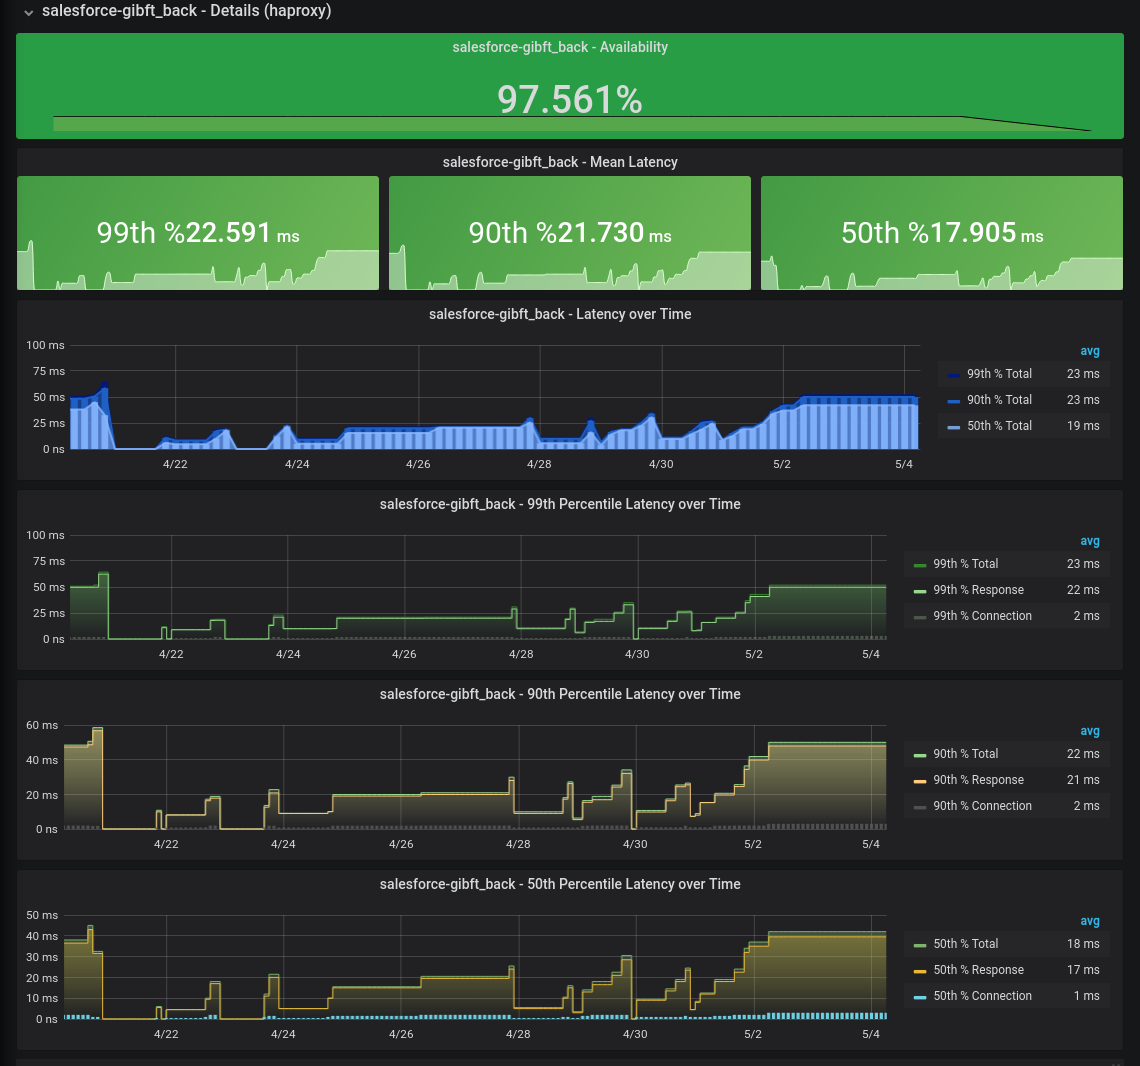 salesforce-gibft_back - Details (haproxy)
salesforce-gibft_back - Availability
97.561%
salesforce-gibft_back - Mean Latency
99th %22.591 ms
90th %21.730 ms
50th %17.905 ms
salesforce-gibft_back - Latency over Time
100 ms
75 ms
50 ms
25 ms
0 ns
4/22 4/24 4/26 4/28 4/30 5/2 5/4
avg
99th % Total 23 ms
90th % Total 23 ms
50th % Total 19 ms
salesforce-gibft_back - 99th Percentile Latency over Time
100 ms
75 ms
50 ms
25 ms
0 ns
4/22 4/24 4/26 4/28 4/30 5/2 5/4
avg
99th % Total 23 ms
99th % Response 22 ms
99th % Connection 2 ms
salesforce-gibft_back - 90th Percentile Latency over Time
60 ms
40 ms
20 ms
0 ns
4/22 4/24 4/26 4/28 4/30 5/2 5/4
avg
90th % Total 22 ms
90th % Response 21 ms
90th % Connection 2 ms
salesforce-gibft_back - 50th Percentile Latency over Time
50 ms
40 ms
30 ms
20 ms
10 ms
0 ns
4/22 4/24 4/26 4/28 4/30 5/2 5/4
avg
50th % Total 18 ms
50th % Response 17 ms
50th % Connection 1 ms